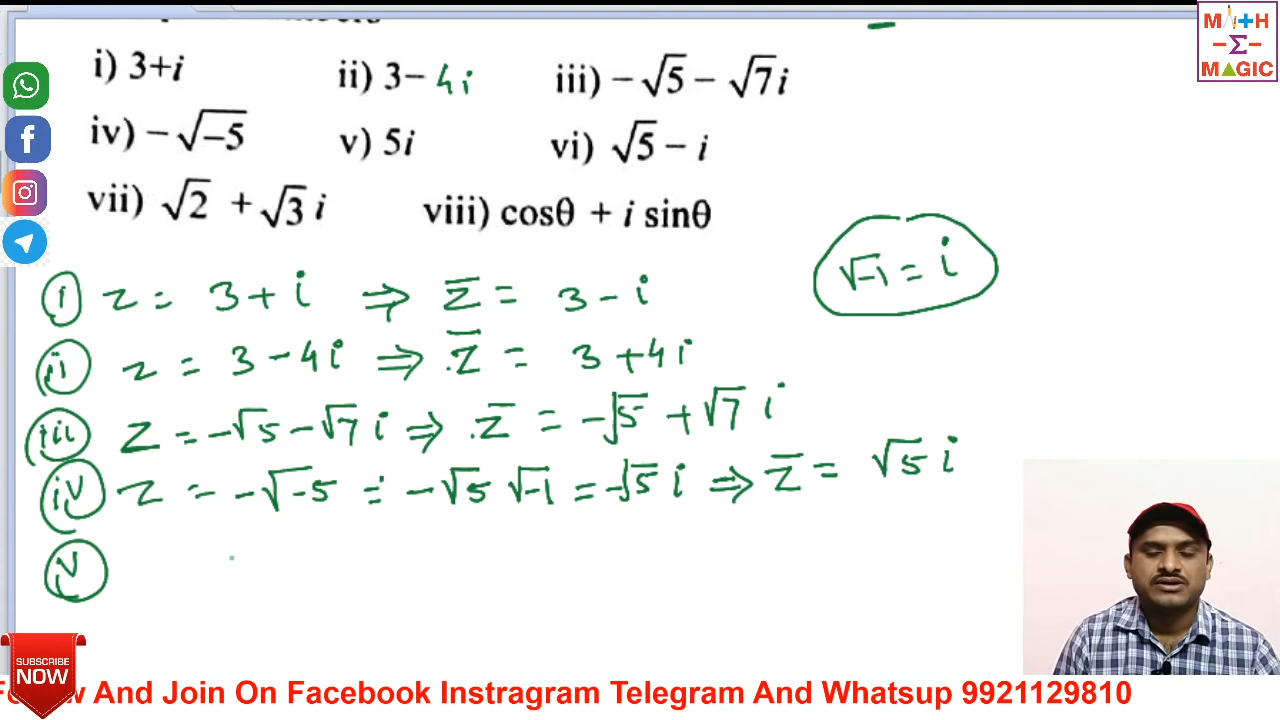 M\+H
–Σ–
M▲GIC
i) 3+i ii) 3– 4i iii) –√5 – √7i
iv) –√–5 v) 5i vi) √5 – i
vii) √2 + √3 i viii) cosθ + i sinθ
√-1 = i
i z = 3 + i ⇒ z̅ = 3 - i
ii z = 3 - 4i ⇒ z̅ = 3 + 4i
iii z = -√5 - √7 i ⇒ z̅ = -√5 + √7 i
iv z = -√-5 = -√5 √-1 = -√5 i ⇒ z̅ = √5 i
v
SUBSCRIBE
NOW
w And Join On Facebook Instragram Telegram And Whatsup 9921129810